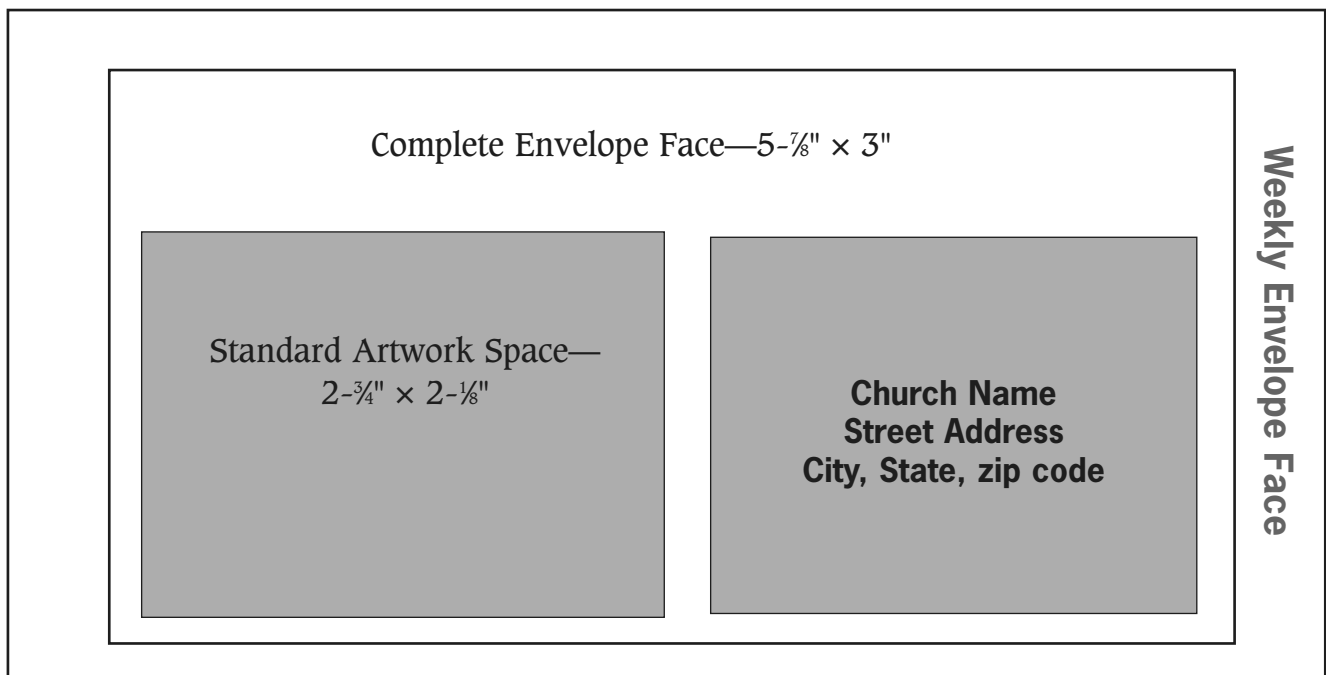 Complete Envelope Face—5-⅞" × 3"
Standard Artwork Space—
2-¾" × 2-⅛"
Church Name
Street Address
City, State, zip code
Weekly Envelope Face